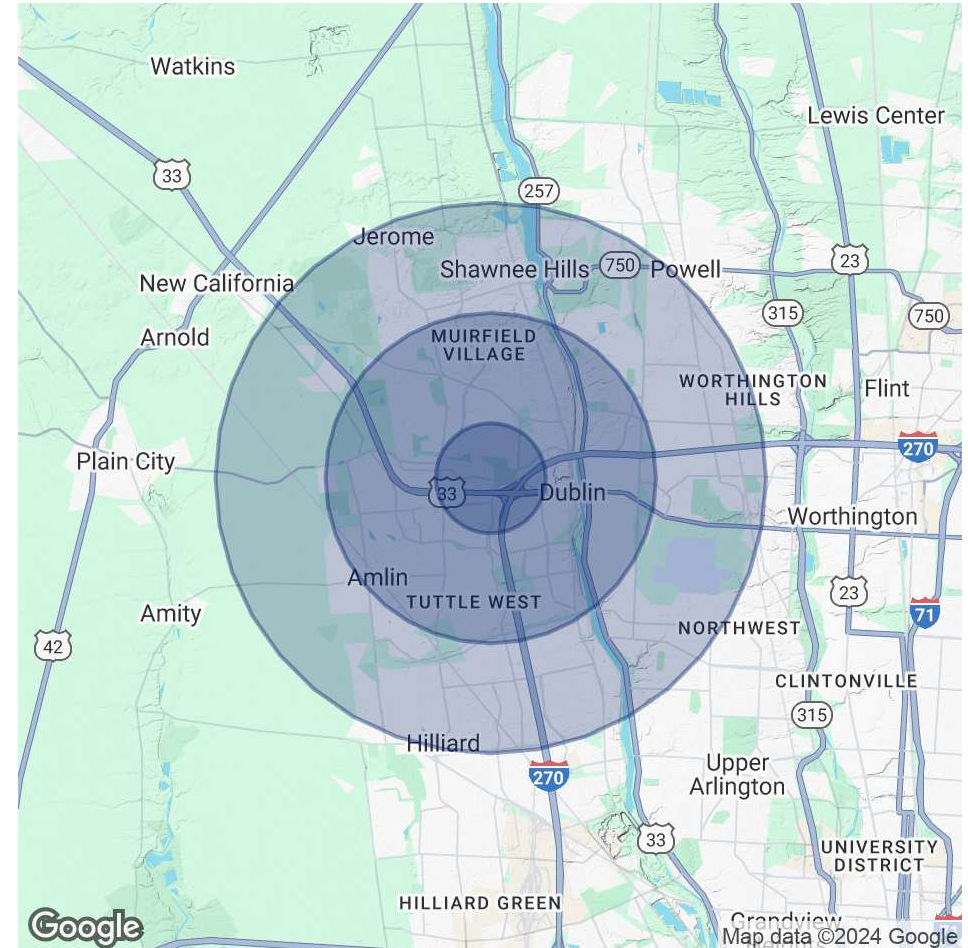 Watkins
Lewis Center
33
257
Jerome
Shawnee Hills
750
Powell
23
New California
315
750
Arnold
MUIRFIELD
VILLAGE
WORTHINGTON
HILLS
Flint
270
Plain City
33
Dublin
Worthington
Amlin
TUTTLE WEST
23
71
Amity
NORTHWEST
42
CLINTONVILLE
315
Hilliard
270
Upper
Arlington
33
UNIVERSITY
DISTRICT
HILLIARD GREEN
Grandview
Google
Map data ©2024 Google